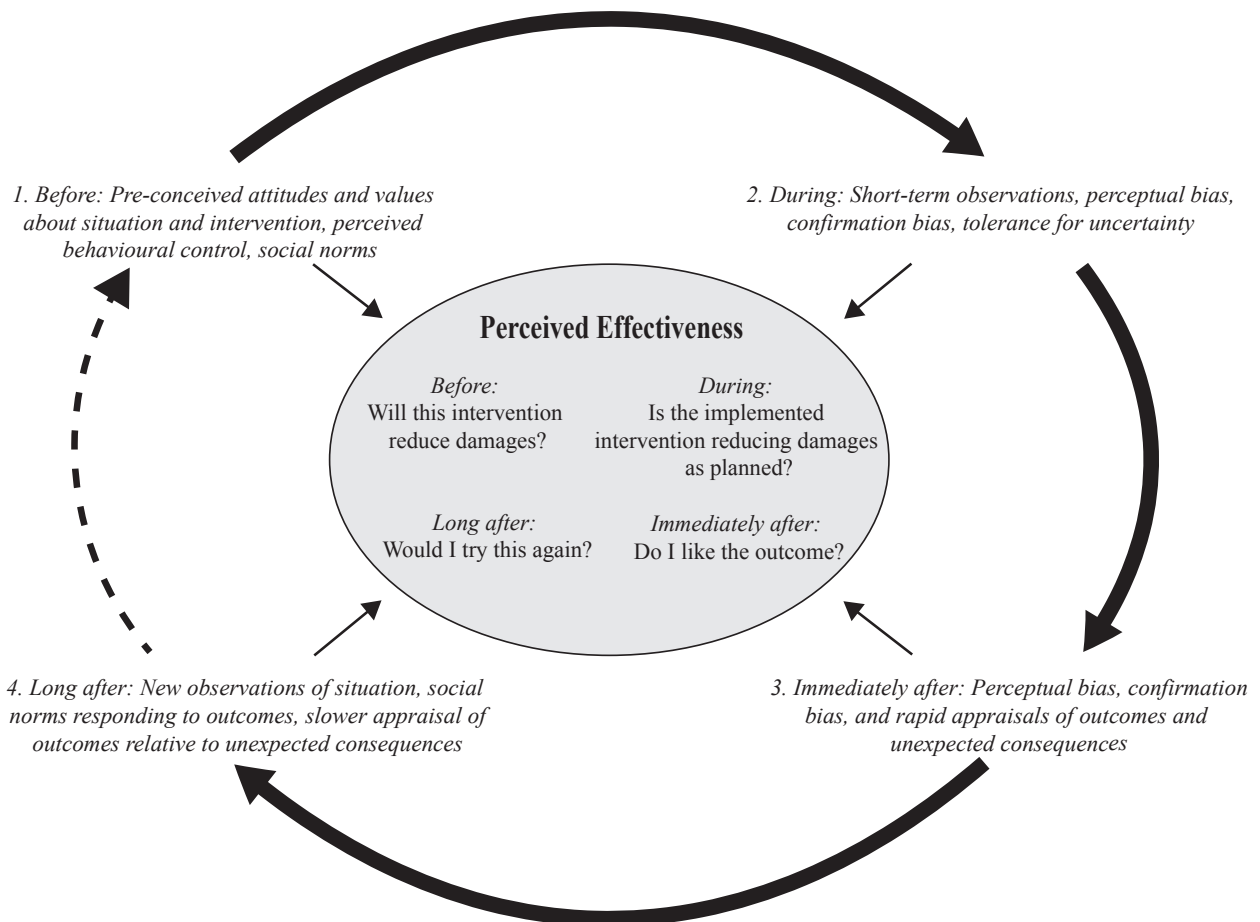 1. Before: Pre-conceived attitudes and values
about situation and intervention, perceived
behavioural control, social norms
2. During: Short-term observations, perceptual bias,
confirmation bias, tolerance for uncertainty
Perceived Effectiveness
Before:
Will this intervention
reduce damages?
During:
Is the implemented
intervention reducing damages
as planned?
Long after:
Would I try this again?
Immediately after:
Do I like the outcome?
4. Long after: New observations of situation, social
norms responding to outcomes, slower appraisal of
outcomes relative to unexpected consequences
3. Immediately after: Perceptual bias, confirmation
bias, and rapid appraisals of outcomes and
unexpected consequences